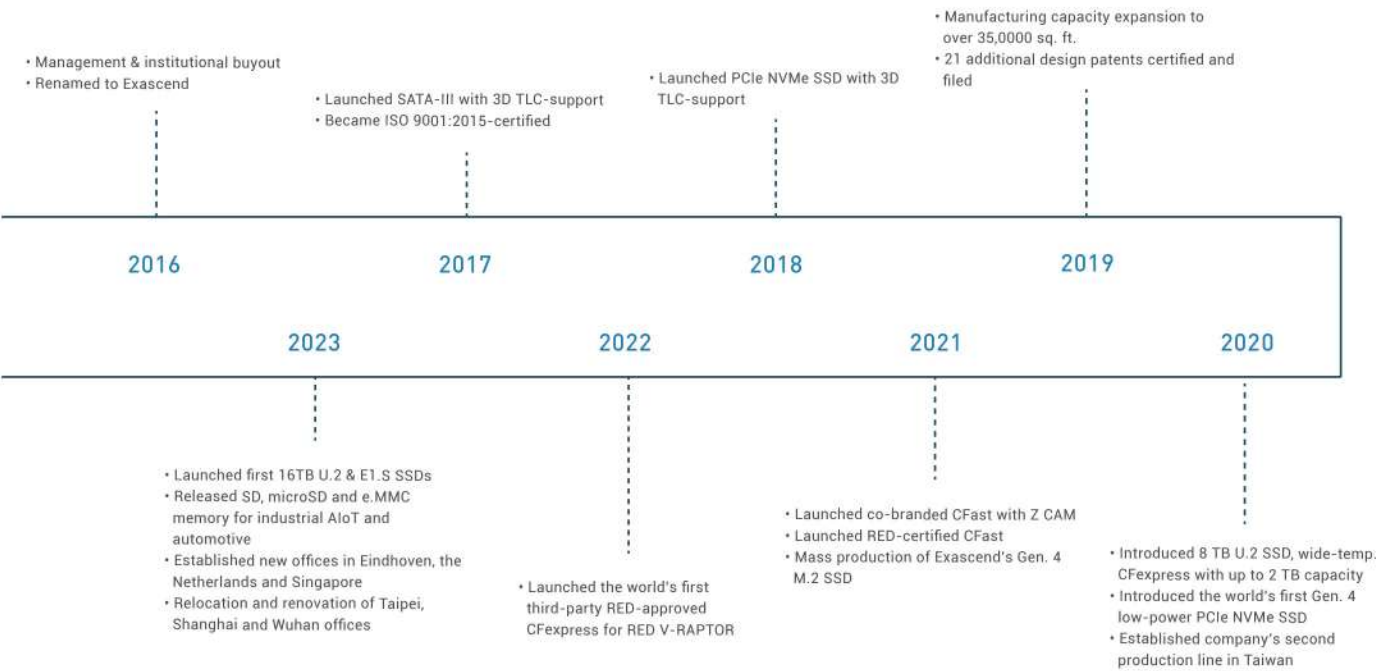 • Management & institutional buyout
• Renamed to Exascend
• Launched SATA-III with 3D TLC-support
• Became ISO 9001:2015-certified
• Launched PCIe NVMe SSD with 3D
TLC-support
• Manufacturing capacity expansion to
over 35,0000 sq. ft.
• 21 additional design patents certified and
filed
2016
2017
2018
2019
2023
2022
2021
2020
• Launched first 16TB U.2 & E1.S SSDs
• Released SD, microSD and e.MMC
memory for industrial AIoT and
automotive
• Established new offices in Eindhoven, the
Netherlands and Singapore
• Relocation and renovation of Taipei,
Shanghai and Wuhan offices
• Launched the world's first
third-party RED-approved
CFexpress for RED V-RAPTOR
• Launched co-branded CFast with Z CAM
• Launched RED-certified CFast
• Mass production of Exascend's Gen. 4
M.2 SSD
• Introduced 8 TB U.2 SSD, wide-temp.
CFexpress with up to 2 TB capacity
• Introduced the world's first Gen. 4
low-power PCIe NVMe SSD
• Established company's second
production line in Taiwan